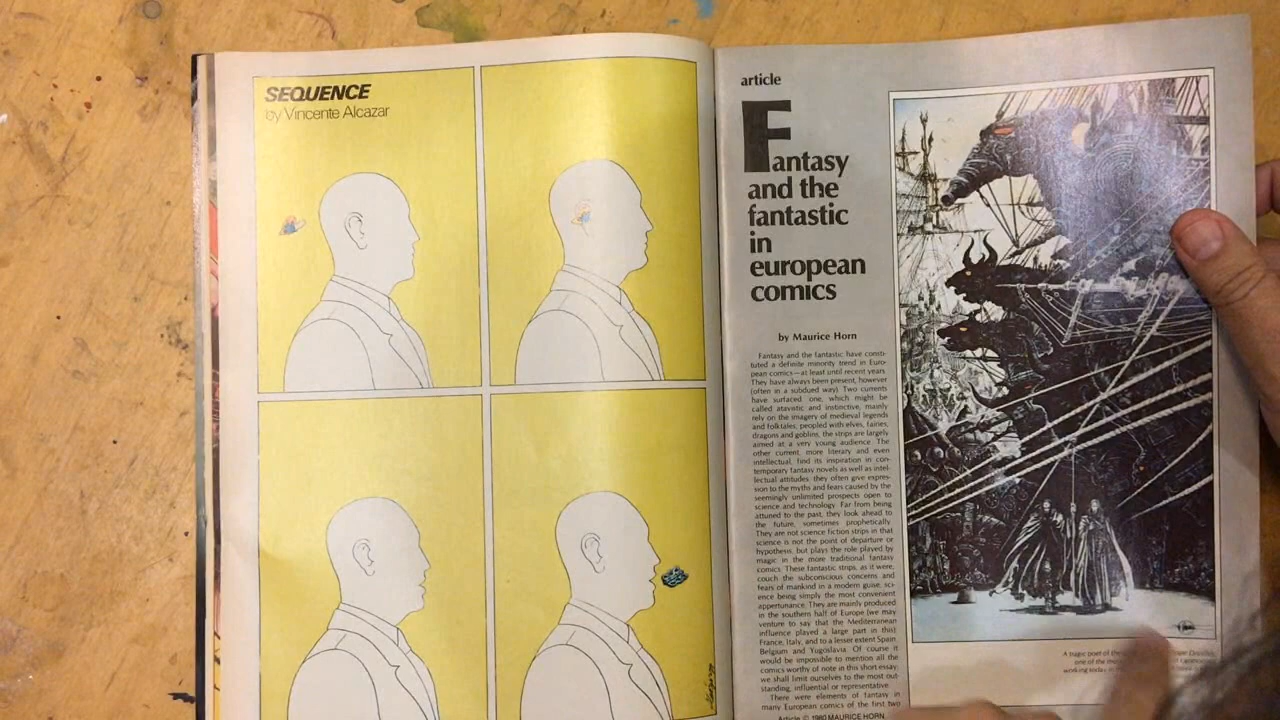 SEQUENCE
by Vincente Alcazar
article
Fantasy
and the
fantastic
in
european
comics
by Maurice Horn
Fantasy and the fantastic have consti-
tuted a definite minority trend in Euro-
pean comics—at least until recent years
They have always been present, however
(often in a subdued way) Two currents
have surfaced one, which might be
called atavistic and instinctive, mainly
rely on the imagery of medieval legends
and folktales, peopled with elves, fairies,
dragons and goblins, the strips are largely
aimed at a very young audience. The
other current, more literary and even
intellectual, find its inspiration in con-
temporary fantasy novels as well as intel-
lectual attitudes they often give expres-
sion to the myths and fears caused by the
seemingly unlimited prospects open to
science and technology Far from being
attuned to the past, they look ahead to
the future, sometimes prophetically
They are not science fiction strips in that
science is not the point of departure or
hypothesis, but plays the role played by
magic in the more traditional fantasy
comics. These fantastic strips, as it were,
couch the subconscious concerns and
fears of mankind in a modern guise, sci-
ence being simply the most convenient
appertunance. They are mainly produced
in the southern half of Europe (we may
venture to say that the Mediterranean
influence played a large part in this)
France, Italy, and to a lesser extent Spain
Belgium and Yugoslavia. Of course it
would be impossible to mention all the
comics worthy of note in this short essay;
we shall limit ourselves to the most out-
standing, influential or representative
There were elements of fantasy in
many European comics of the first two
Article © 1980 MAURICE HORN
A tragic poet of the
one of the
working today